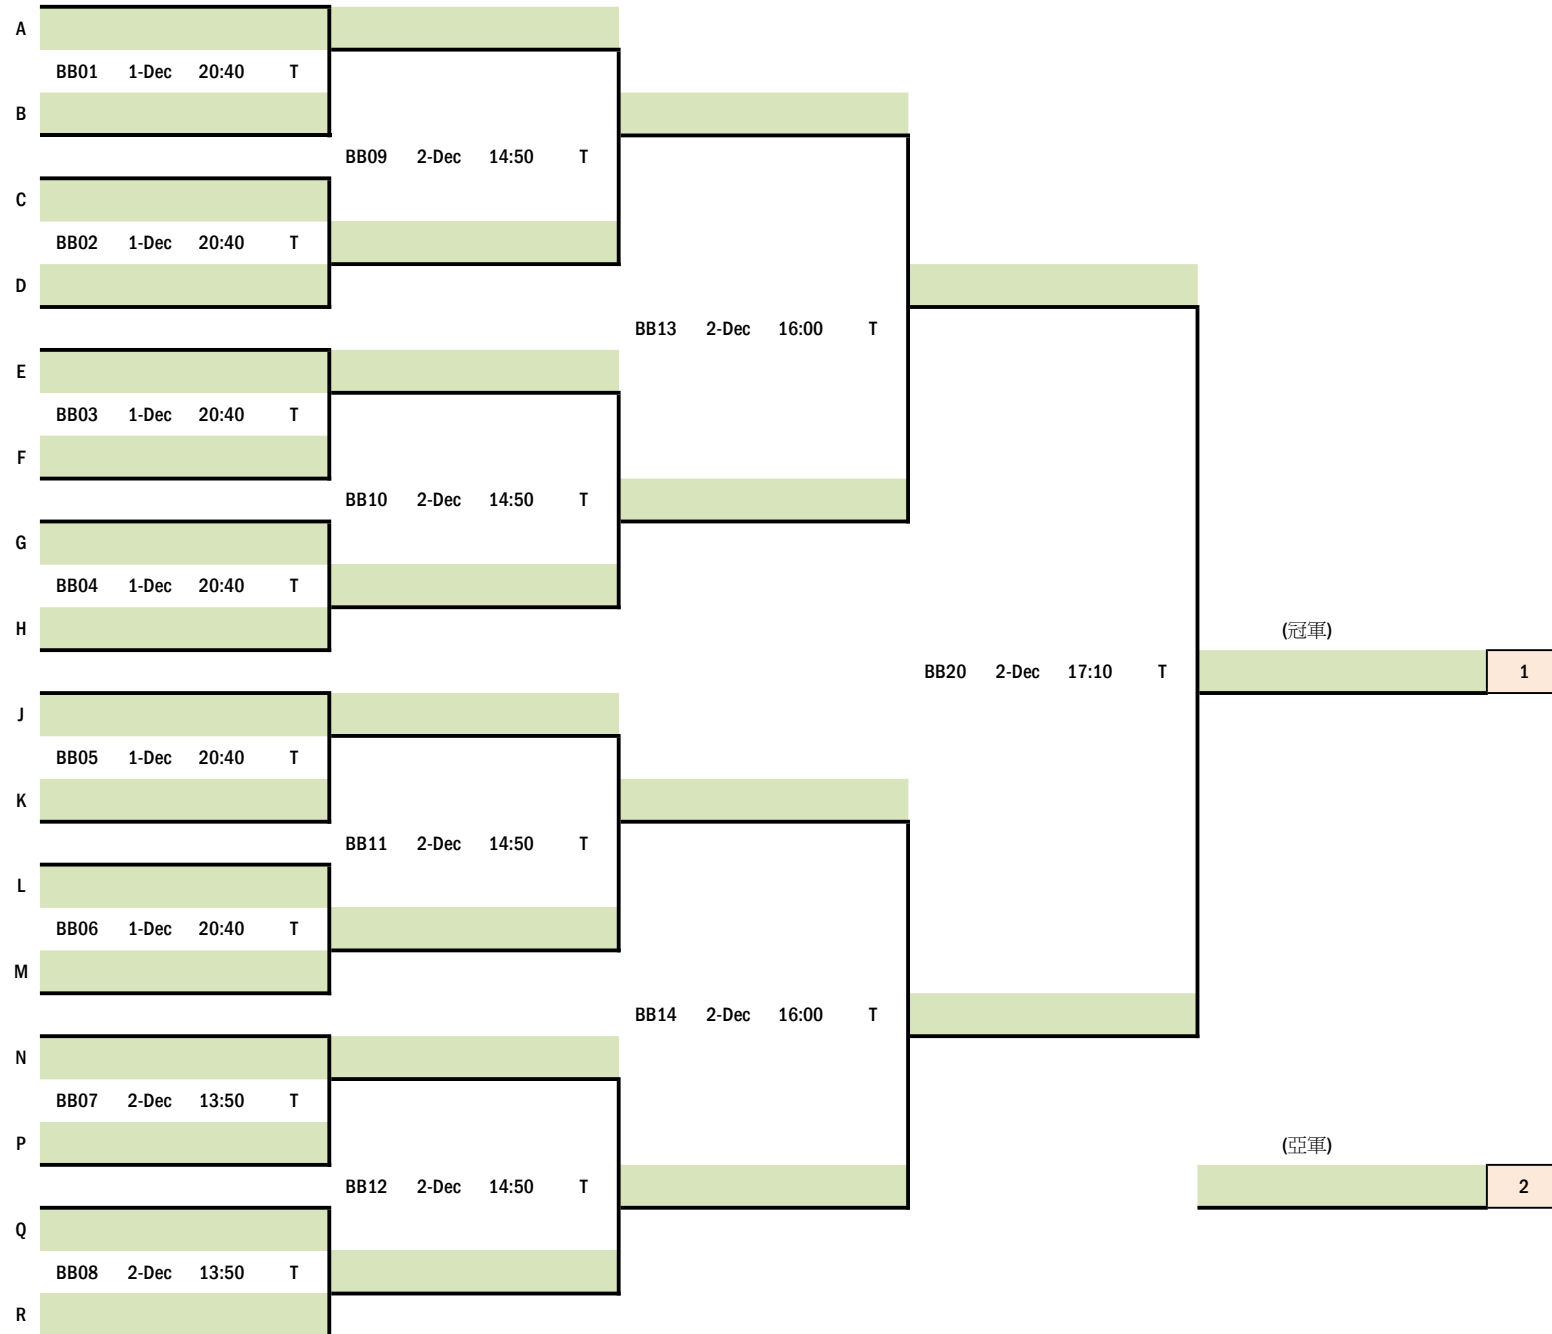 A
BB01 1-Dec 20:40 T
B
BB09 2-Dec 14:50 T
C
BB02 1-Dec 20:40 T
D
BB13 2-Dec 16:00 T
E
BB03 1-Dec 20:40 T
F
BB10 2-Dec 14:50 T
G
BB04 1-Dec 20:40 T
H
(冠軍)
BB20 2-Dec 17:10 T 1
J
BB05 1-Dec 20:40 T
K
BB11 2-Dec 14:50 T
L
BB06 1-Dec 20:40 T
M
BB14 2-Dec 16:00 T
N
BB07 2-Dec 13:50 T
P
(亞軍)
BB12 2-Dec 14:50 T 2
Q
BB08 2-Dec 13:50 T
R